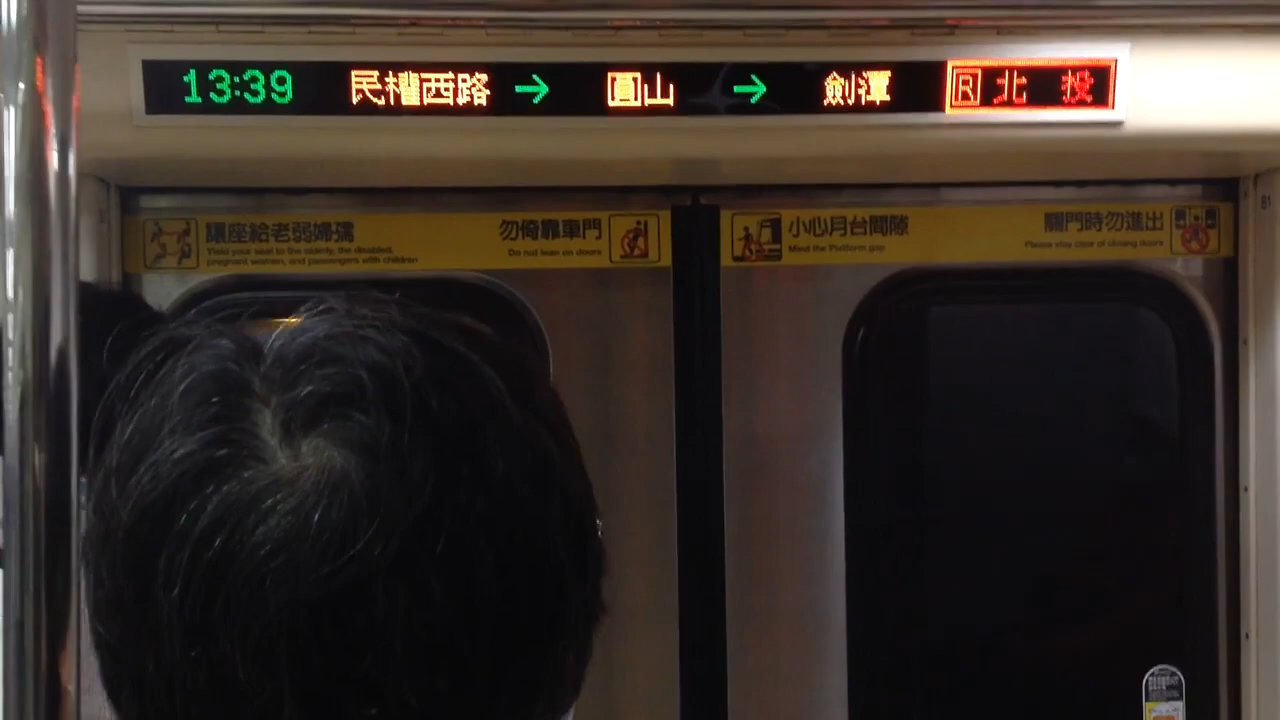 13:39 民權西路 → 圓山 → 劍潭 R 北 投
讓座給老弱婦孺
Yield your seat to the elderly, the disabled,
pregnant women, and passengers with children
勿倚靠車門
Do not lean on doors
小心月台間隙
Mind the Platform gap
關門時勿進出
Please stay clear of closing doors
61